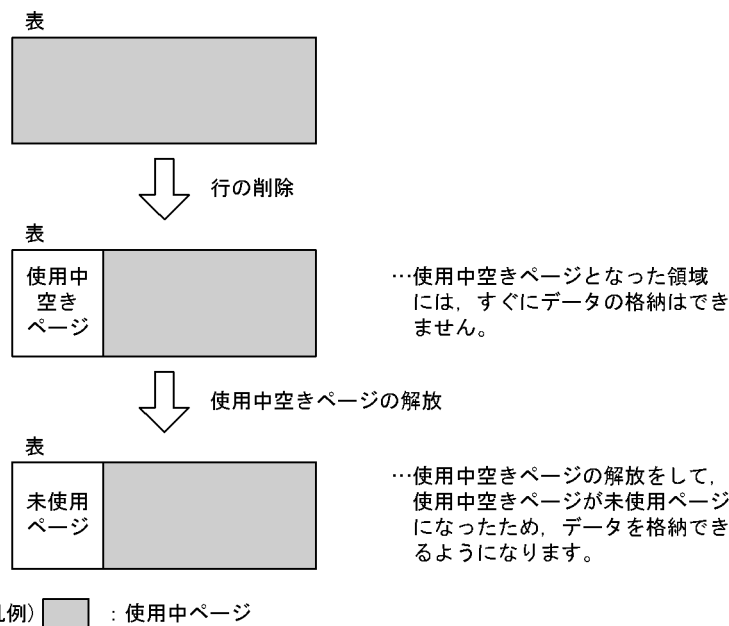 表
行の削除
表
使用中
空き
ページ
…使用中空きページとなった領域
には，すぐにデータの格納はでき
ません。
使用中空きページの解放
表
未使用
ページ
…使用中空きページの解放をして，
使用中空きページが未使用ページ
になったため，データを格納でき
るようになります。
例) ：使用中ページ